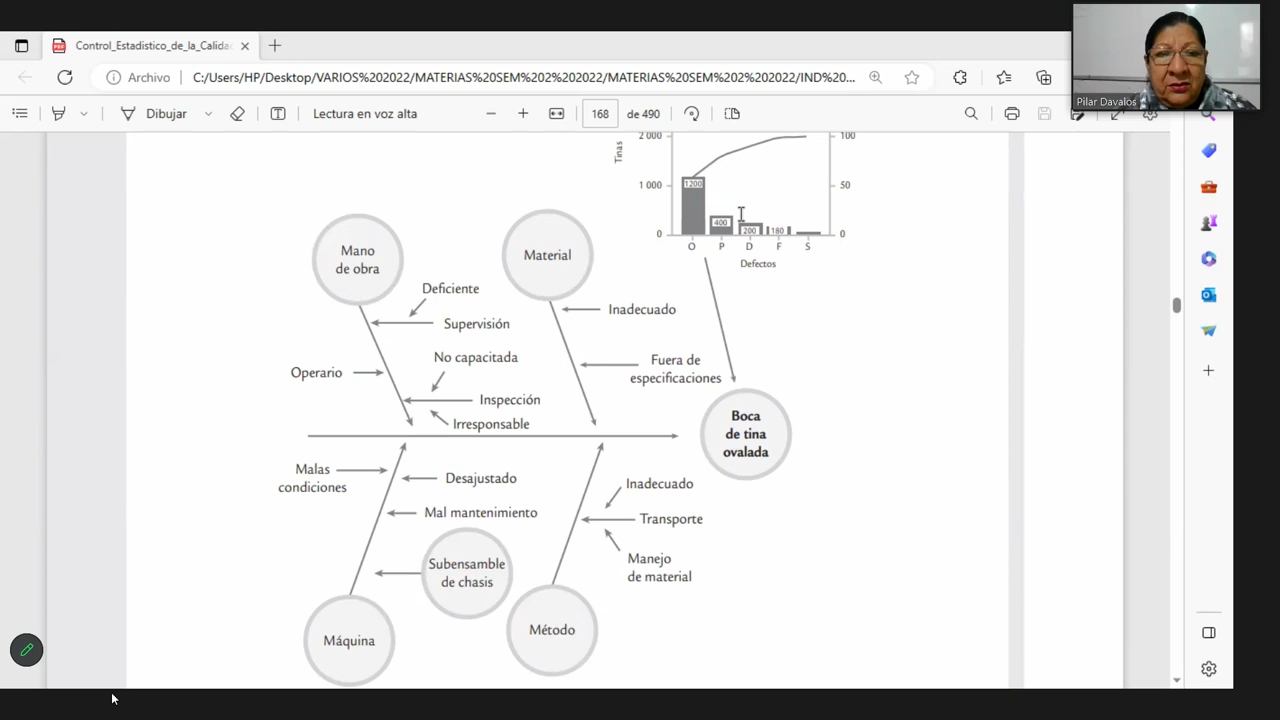 Control_Estadistico_de_la_Calida
Archivo
C:/Users/HP/Desktop/VARIOS%202022/MATERIAS%20SEM%202%202022/MATERIAS%20SEM%202%202022/IND%20...
Pilar Davalos
Dibujar
Lectura en voz alta
168
de 490
Tinas
2 000
1 000
0
100
50
0
1200
400
200
180
O P D F S
Defectos
Mano
de obra
Material
Deficiente
Supervisión
Inadecuado
No capacitada
Operario
Fuera de
especificaciones
Inspección
Irresponsable
Boca
de tina
ovalada
Malas
condiciones
Desajustado
Inadecuado
Mal mantenimiento
Transporte
Subensamble
de chasis
Manejo
de material
Máquina
Método